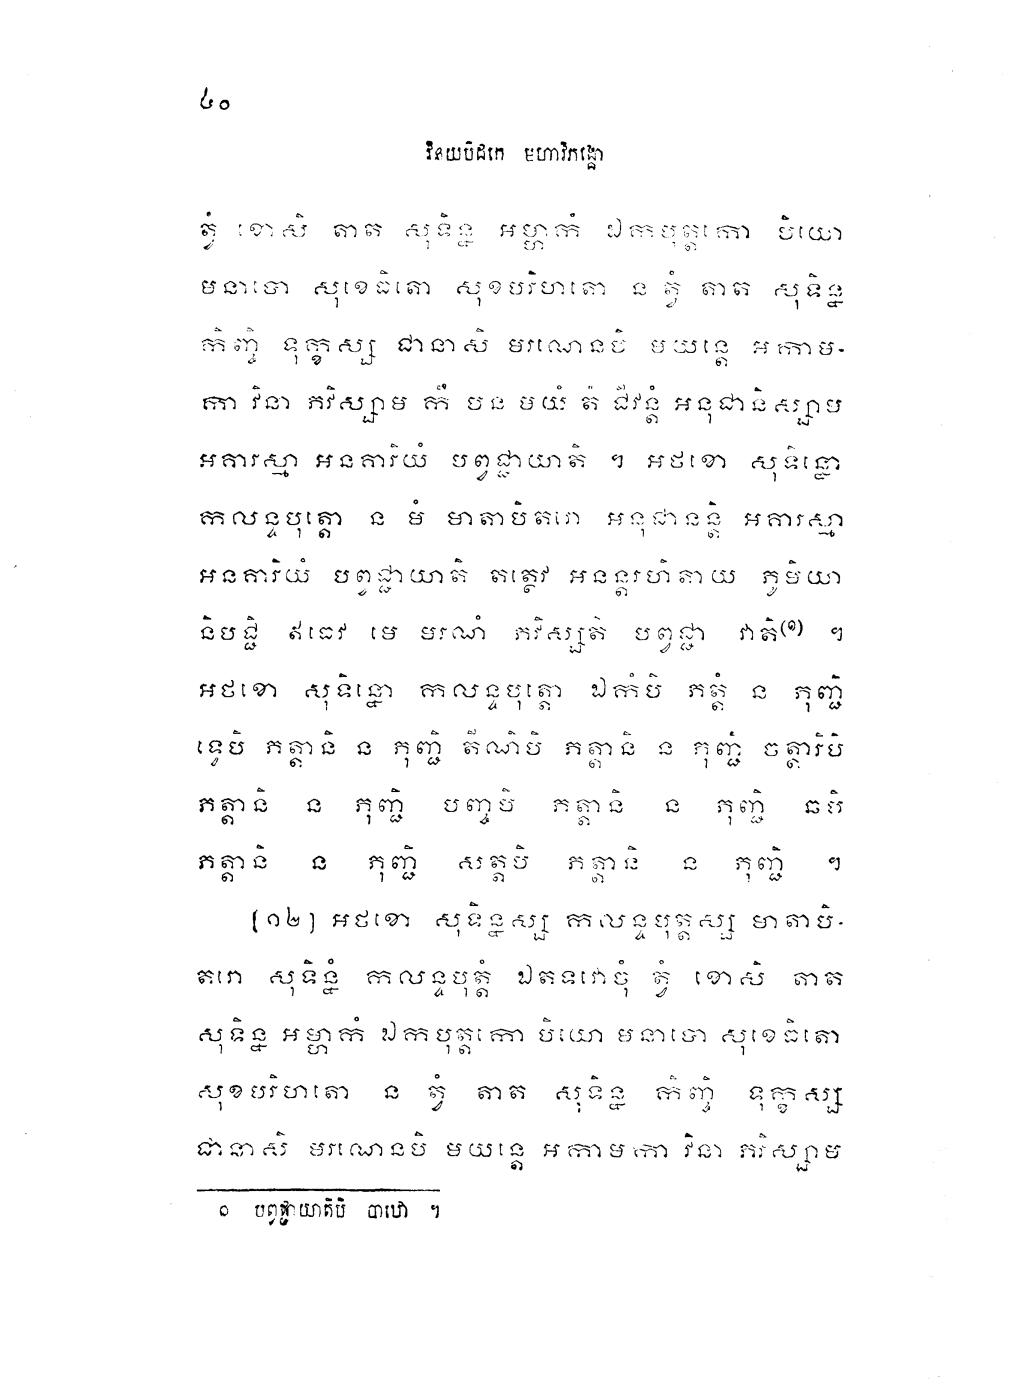 ៤០
វិនយបិដកេ មហាវិភង្គោ
ត្វំ ខោសិ តាត សុទិន្ន អម្ហាកំ ឯកបុត្តកោ បិយោ
មនាបោ សុខេធិតោ សុខបរិហតោ ន ត្វំ តាត សុទិន្ន
កិញ្ចិ ទុក្ខស្ស ជានាសិ មរណេនបិ មយន្តេ អកាម-
កា វិនា ភវិស្សាម កឹ បន មយំ តំ ជីវន្តំ អនុជានិស្សាម
អគារស្មា អនគារិយំ បព្វជ្ជាយាតិ ។ អថខោ សុទិន្នោ
កលន្ទបុត្តោ ន មំ មាតាបិតរោ អនុជានន្តិ អគារស្មា
អនគារិយំ បព្វជ្ជាយាតិ តត្ថេវ អនន្តរហិតាយ ភូមិយា
និបជ្ជិ ឥធេវ មេ មរណំ ភវិស្សតិ បព្វជ្ជា វាតិ(១) ។
អថខោ សុទិន្នោ កលន្ទបុត្តោ ឯកំបិ ភត្តំ ន ភុញ្ជិ
ទ្វេបិ ភត្តានិ ន ភុញ្ជិ តីណិបិ ភត្តានិ ន ភុញ្ជិ ចត្តារិបិ
ភត្តានិ ន ភុញ្ជិ បញ្ចបិ ភត្តានិ ន ភុញ្ជិ ឆបិ
ភត្តានិ ន ភុញ្ជិ សត្តបិ ភត្តានិ ន ភុញ្ជិ ។
[១២] អថខោ សុទិន្នស្ស កលន្ទបុត្តស្ស មាតាបិ-
តរោ សុទិន្នំ កលន្ទបុត្តំ ឯតទវោចុំ ត្វំ ខោសិ តាត
សុទិន្ន អម្ហាកំ ឯកបុត្តកោ បិយោ មនាបោ សុខេធិតោ
សុខបរិហតោ ន ត្វំ តាត សុទិន្ន កិញ្ចិ ទុក្ខស្ស
ជានាសិ មរណេនបិ មយន្តេ អកាមកា វិនា ភវិស្សាម
១ បព្វជ្ជាយាតិបិ បាឋោ ។